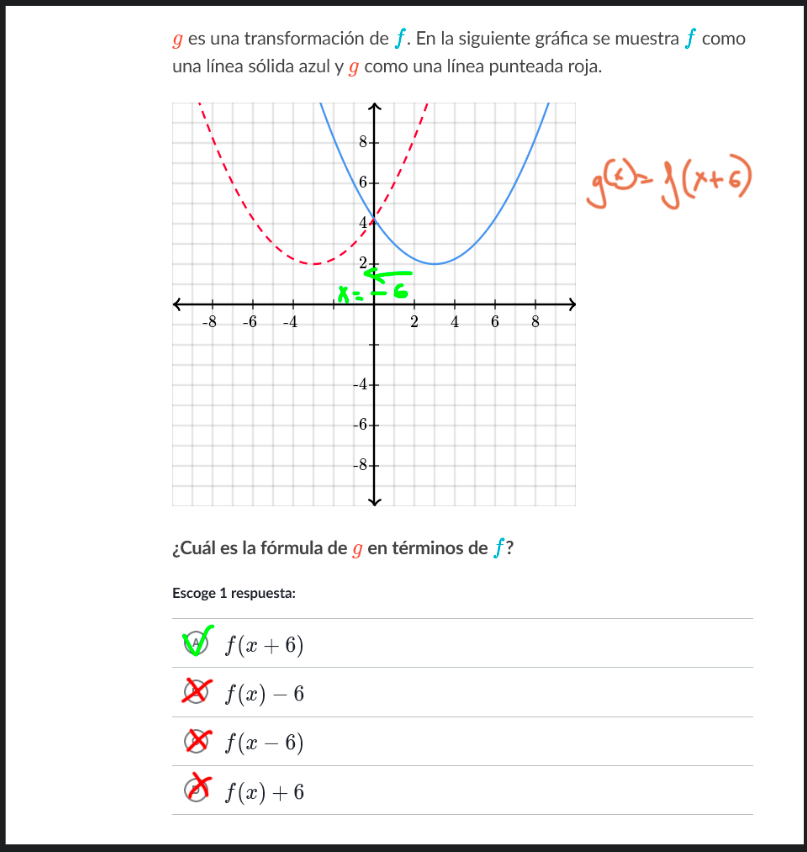 g es una transformación de f. En la siguiente gráfica se muestra f como
una línea sólida azul y g como una línea punteada roja.
8
g(x)= f(x+6)
6
4
2
x = -6
-8 -6 -4 2 4 6 8
-4
-6
-8
¿Cuál es la fórmula de g en términos de f?
Escoge 1 respuesta:
A f(x + 6)
f(x) − 6
f(x − 6)
f(x) + 6